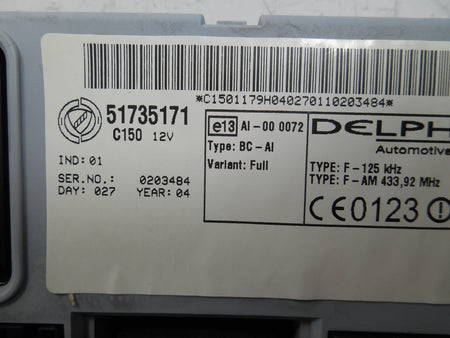 *C1501179H040270110203484*
51735171
C150 12V
IND: 01
SER.NO.: 0203484
DAY: 027 YEAR: 04
e13 AI-00 0072
Type: BC-AI
Variant: Full
DELPH
Automotive
TYPE: F-125 kHz
TYPE: F-AM 433,92 MHz
CE0123